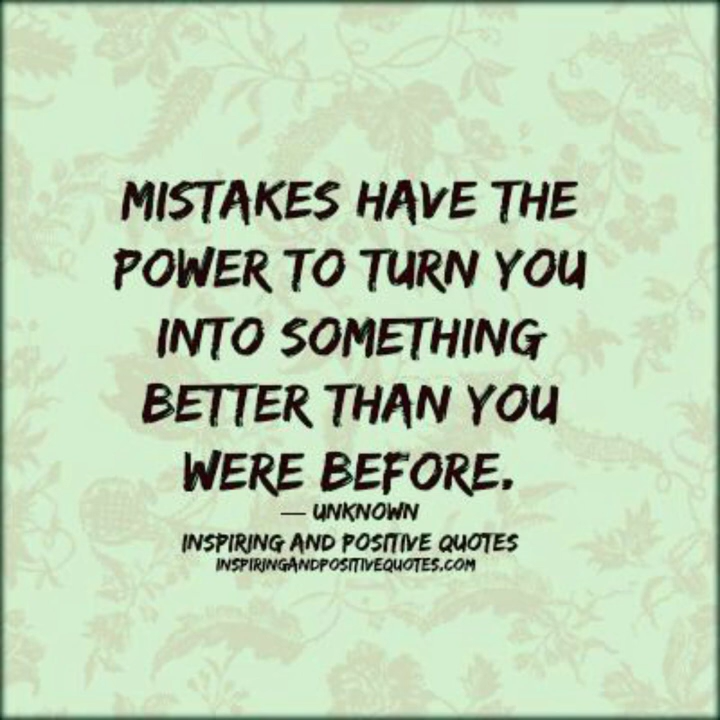 MISTAKES HAVE THE
POWER TO TURN YOU
INTO SOMETHING
BETTER THAN YOU
WERE BEFORE.
— UNKNOWN
INSPIRING AND POSITIVE QUOTES
INSPIRINGANDPOSITIVEQUOTES.COM